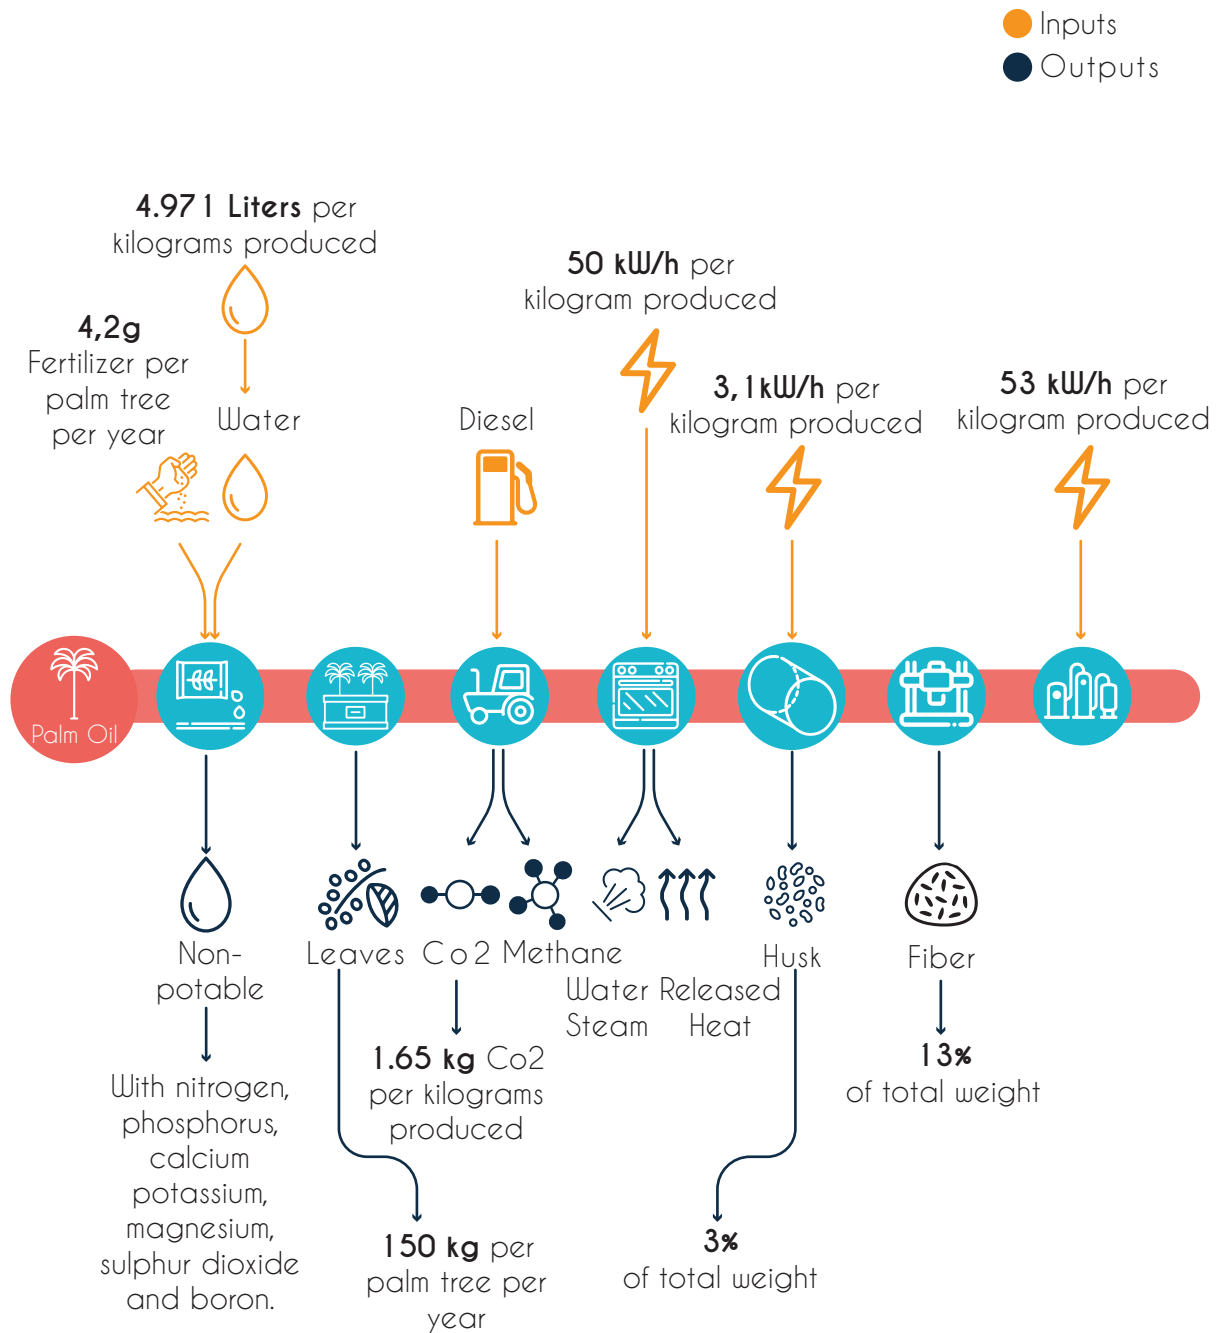 Inputs
Outputs
4.971 Liters per
kilograms produced
4,2g
Fertilizer per
palm tree
per year
Water
Diesel
50 kW/h per
kilogram produced
3,1kW/h per
kilogram produced
53 kW/h per
kilogram produced
Palm Oil
Non-
potable
With nitrogen,
phosphorus,
calcium
potassium,
magnesium,
sulphur dioxide
and boron.
Leaves
150 kg per
palm tree per
year
Co2
1.65 kg Co2
per kilograms
produced
Methane
Water
Steam
Released
Heat
Husk
3%
of total weight
Fiber
13%
of total weight